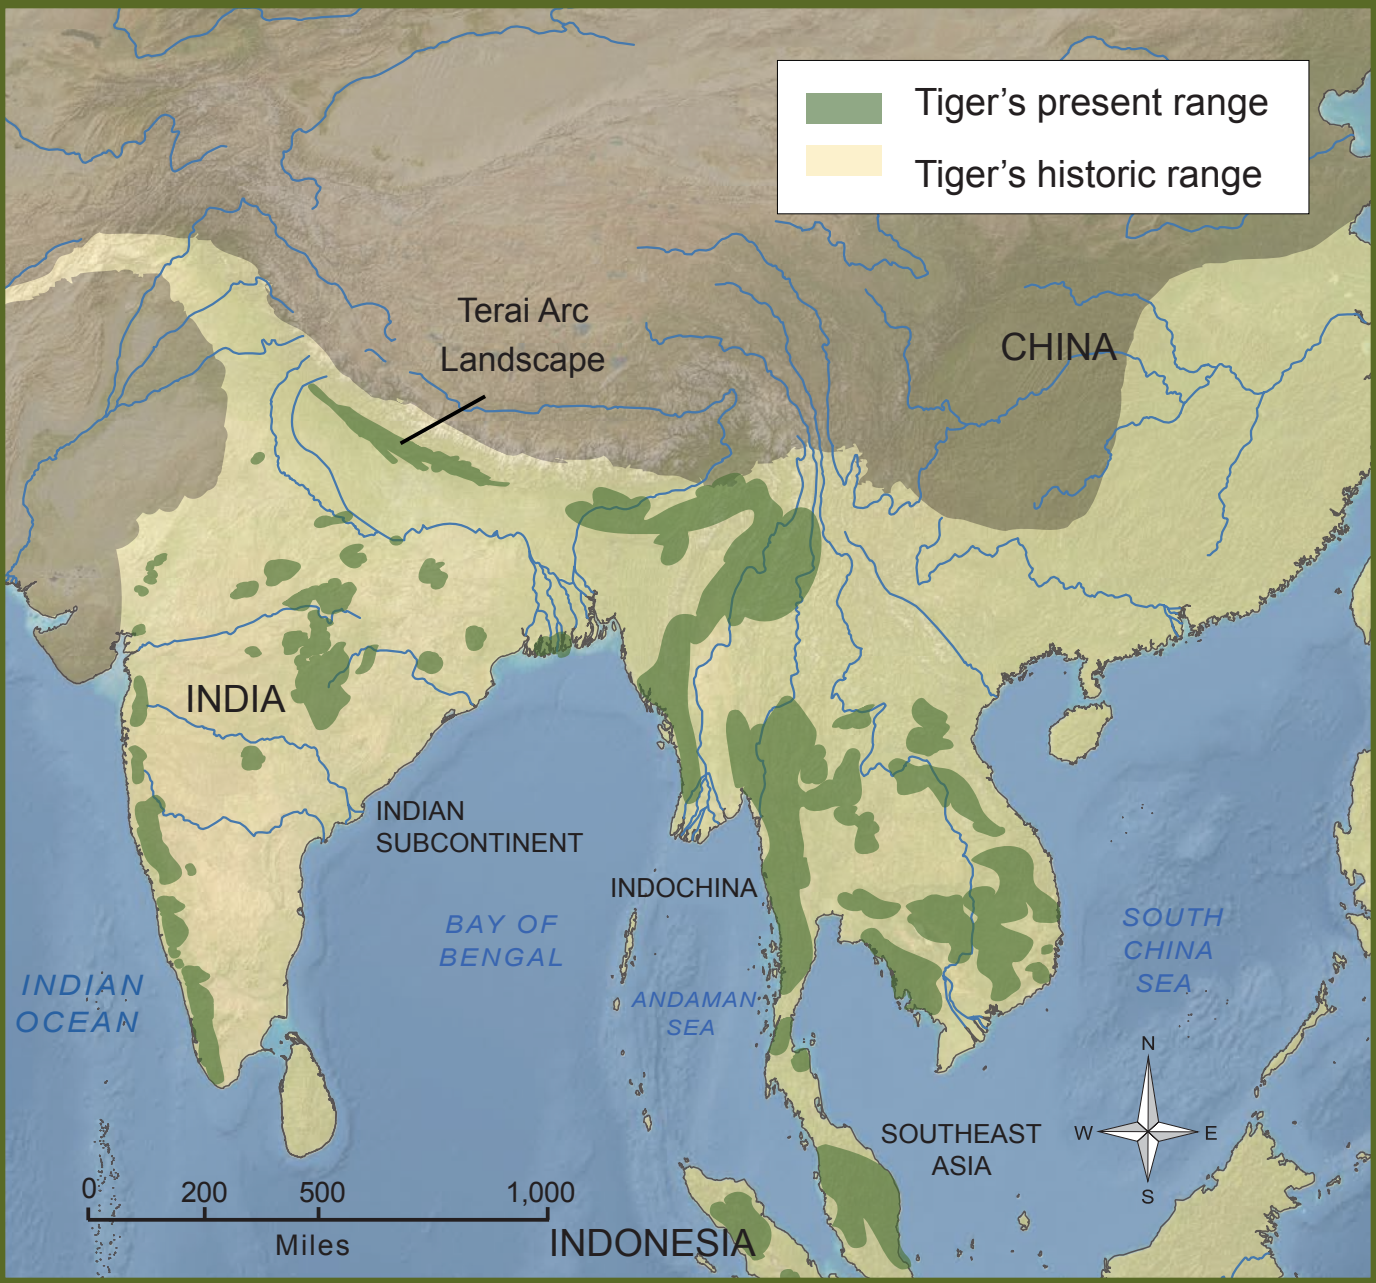 Tiger's present range
Tiger's historic range
Terai Arc
Landscape
CHINA
INDIA
INDIAN
SUBCONTINENT
INDOCHINA
BAY OF
BENGAL
SOUTH
CHINA
SEA
INDIAN
OCEAN
ANDAMAN
SEA
N
W
E
S
SOUTHEAST
ASIA
0 200 500 1,000
Miles
INDONESIA